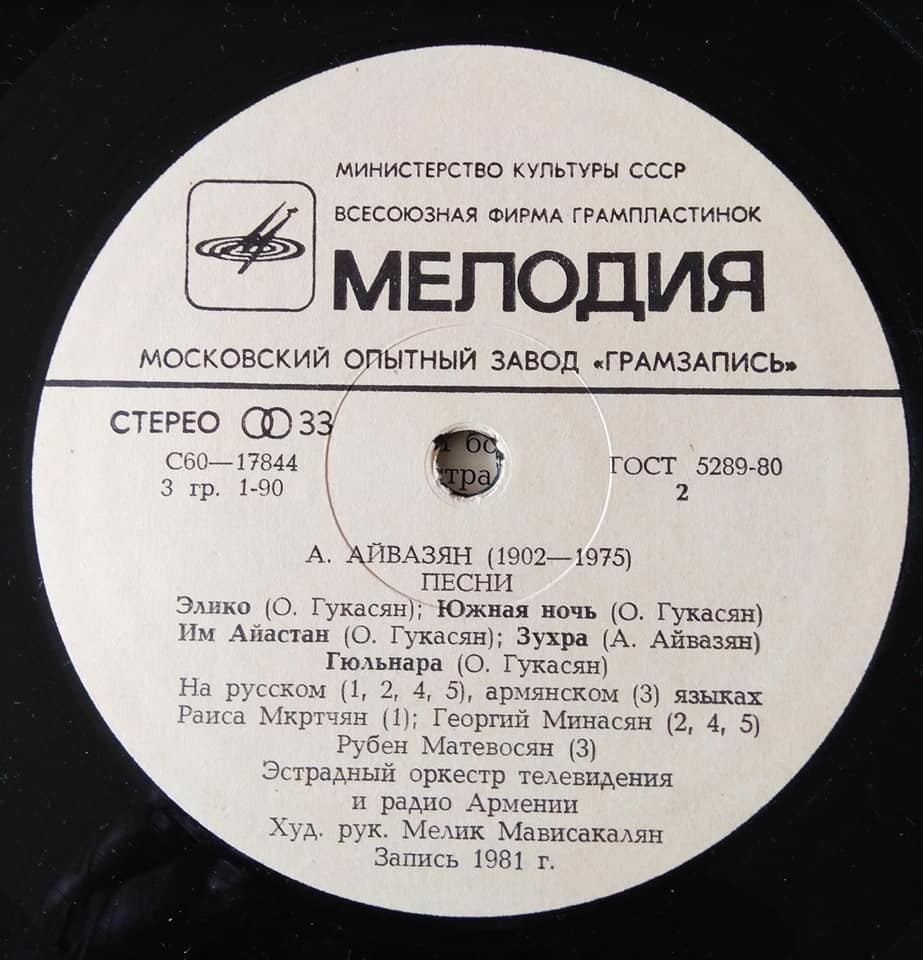 МИНИСТЕРСТВО КУЛЬТУРЫ СССР
ВСЕСОЮЗНАЯ ФИРМА ГРАМПЛАСТИНОК
МЕЛОДИЯ
МОСКОВСКИЙ ОПЫТНЫЙ ЗАВОД «ГРАМЗАПИСЬ»
СТЕРЕО 33
С60—17844
3 гр. 1-90
ГОСТ 5289-80
2
А. АЙВАЗЯН (1902—1975)
ПЕСНИ
Элико (О. Гукасян); Южная ночь (О. Гукасян)
Им Айастан (О. Гукасян); Зухра (А. Айвазян)
Гюльнара (О. Гукасян)
На русском (1, 2, 4, 5), армянском (3) языках
Раиса Мкртчян (1); Георгий Минасян (2, 4, 5)
Рубен Матевосян (3)
Эстрадный оркестр телевидения
и радио Армении
Худ. рук. Мелик Мависакалян
Запись 1981 г.